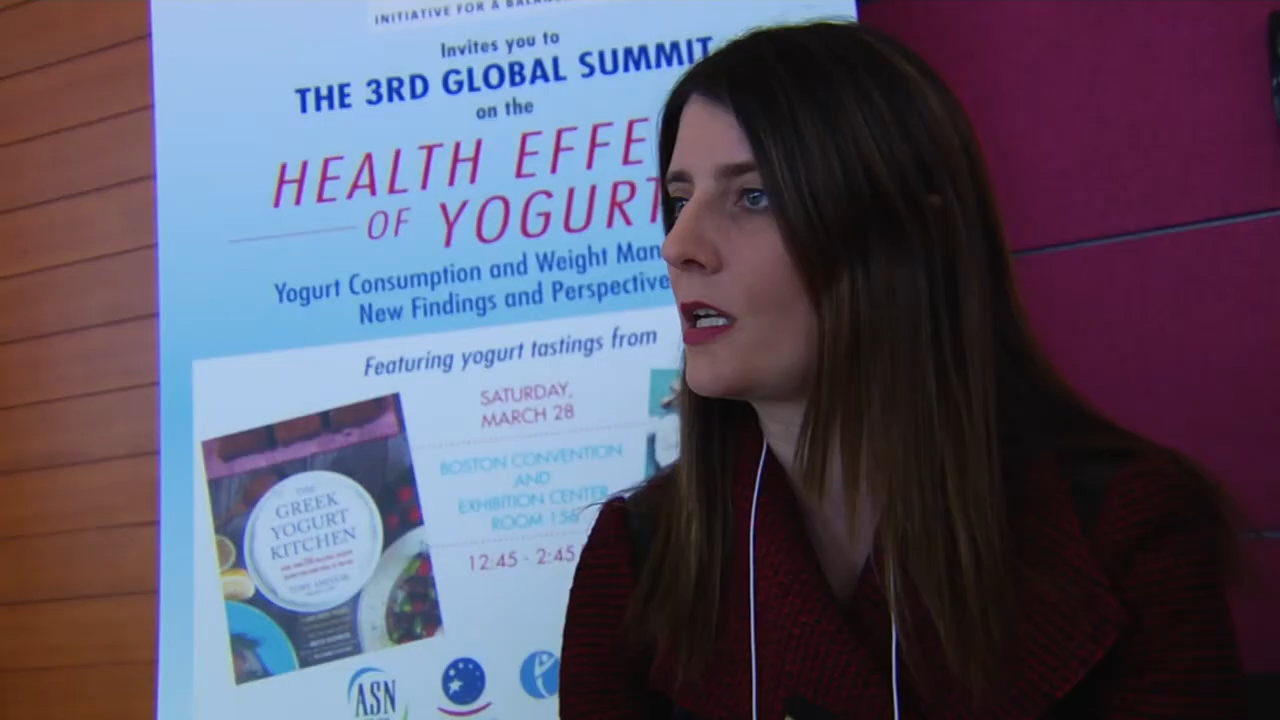 INITIATIVE FOR A
Invites you to
THE 3RD GLOBAL SUMMIT
on the
HEALTH EFFE
OF YOGURT
Yogurt Consumption and Weight Man
New Findings and Perspective
Featuring yogurt tastings from
SATURDAY,
MARCH 28
BOSTON CONVENTION
AND
EXHIBITION CENTER
ROOM 156
12:45 - 2:45
THE
GREEK
YOGURT
KITCHEN
ASN